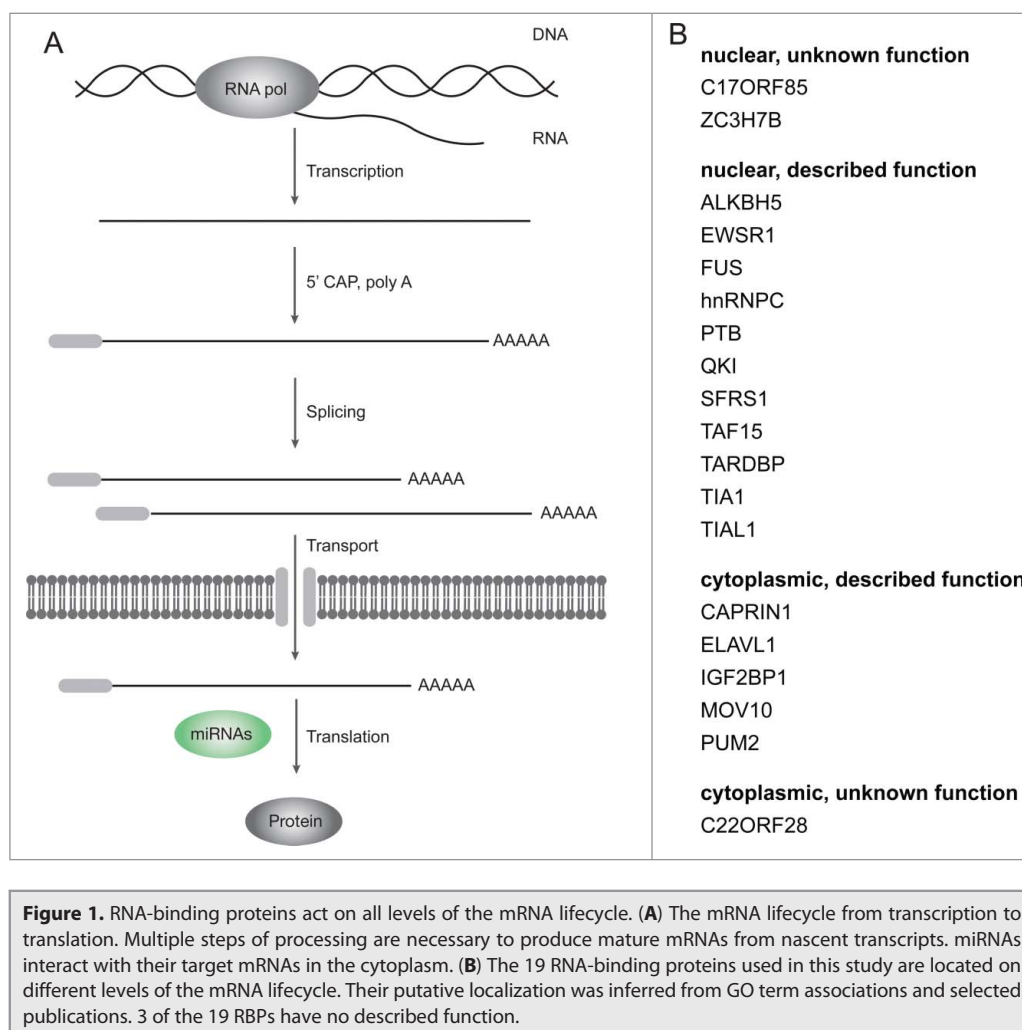 A
DNA
RNA pol
RNA
Transcription
5’ CAP, poly A
AAAAA
Splicing
AAAAA
AAAAA
Transport
AAAAA
miRNAs
Translation
Protein
B
nuclear, unknown function
C17ORF85
ZC3H7B
nuclear, described function
ALKBH5
EWSR1
FUS
hnRNPC
PTB
QKI
SFRS1
TAF15
TARDBP
TIA1
TIAL1
cytoplasmic, described function
CAPRIN1
ELAVL1
IGF2BP1
MOV10
PUM2
cytoplasmic, unknown function
C22ORF28
Figure 1. RNA-binding proteins act on all levels of the mRNA lifecycle. (A) The mRNA lifecycle from transcription to
translation. Multiple steps of processing are necessary to produce mature mRNAs from nascent transcripts. miRNAs
interact with their target mRNAs in the cytoplasm. (B) The 19 RNA-binding proteins used in this study are located on
different levels of the mRNA lifecycle. Their putative localization was inferred from GO term associations and selected
publications. 3 of the 19 RBPs have no described function.